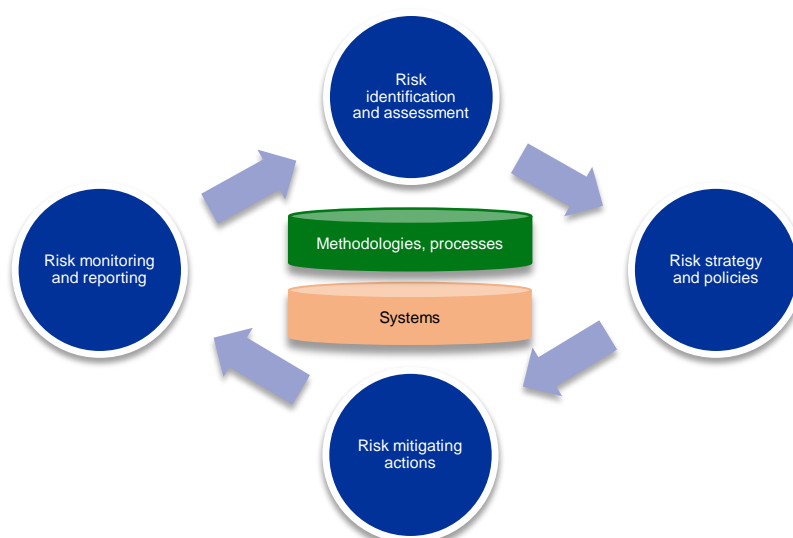 Risk
identification
and assessment
Methodologies, processes
Risk monitoring
and reporting
Risk strategy
and policies
Systems
Risk mitigating
actions